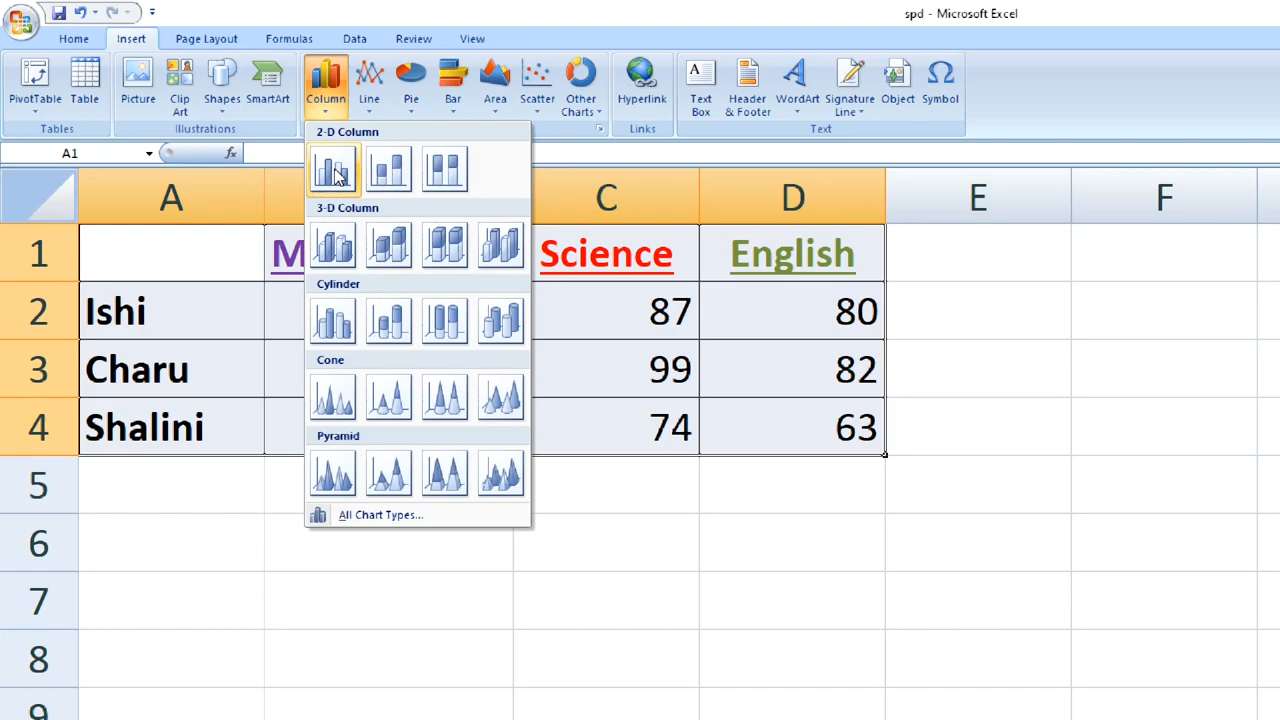 spd - Microsoft Excel
Home Insert Page Layout Formulas Data Review View
PivotTable Table Picture Clip Art Shapes SmartArt Column Line Pie Bar Area Scatter Other Charts Hyperlink Text Box Header & Footer WordArt Signature Line Object Symbol
Tables Illustrations Links Text
A1 fx
2-D Column
3-D Column
Cylinder
Cone
Pyramid
All Chart Types...
A C D E F
1 M Science English
2 Ishi 87 80
3 Charu 99 82
4 Shalini 74 63
5
6
7
8
9